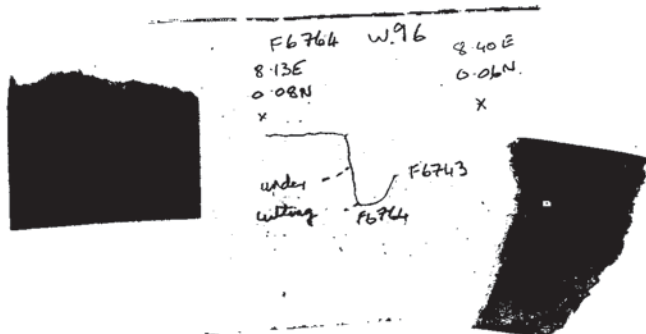 F6764 W.96
8.13E
0.08N
x
8.40E
0.06N.
x
F6743
under
cutting
F6764